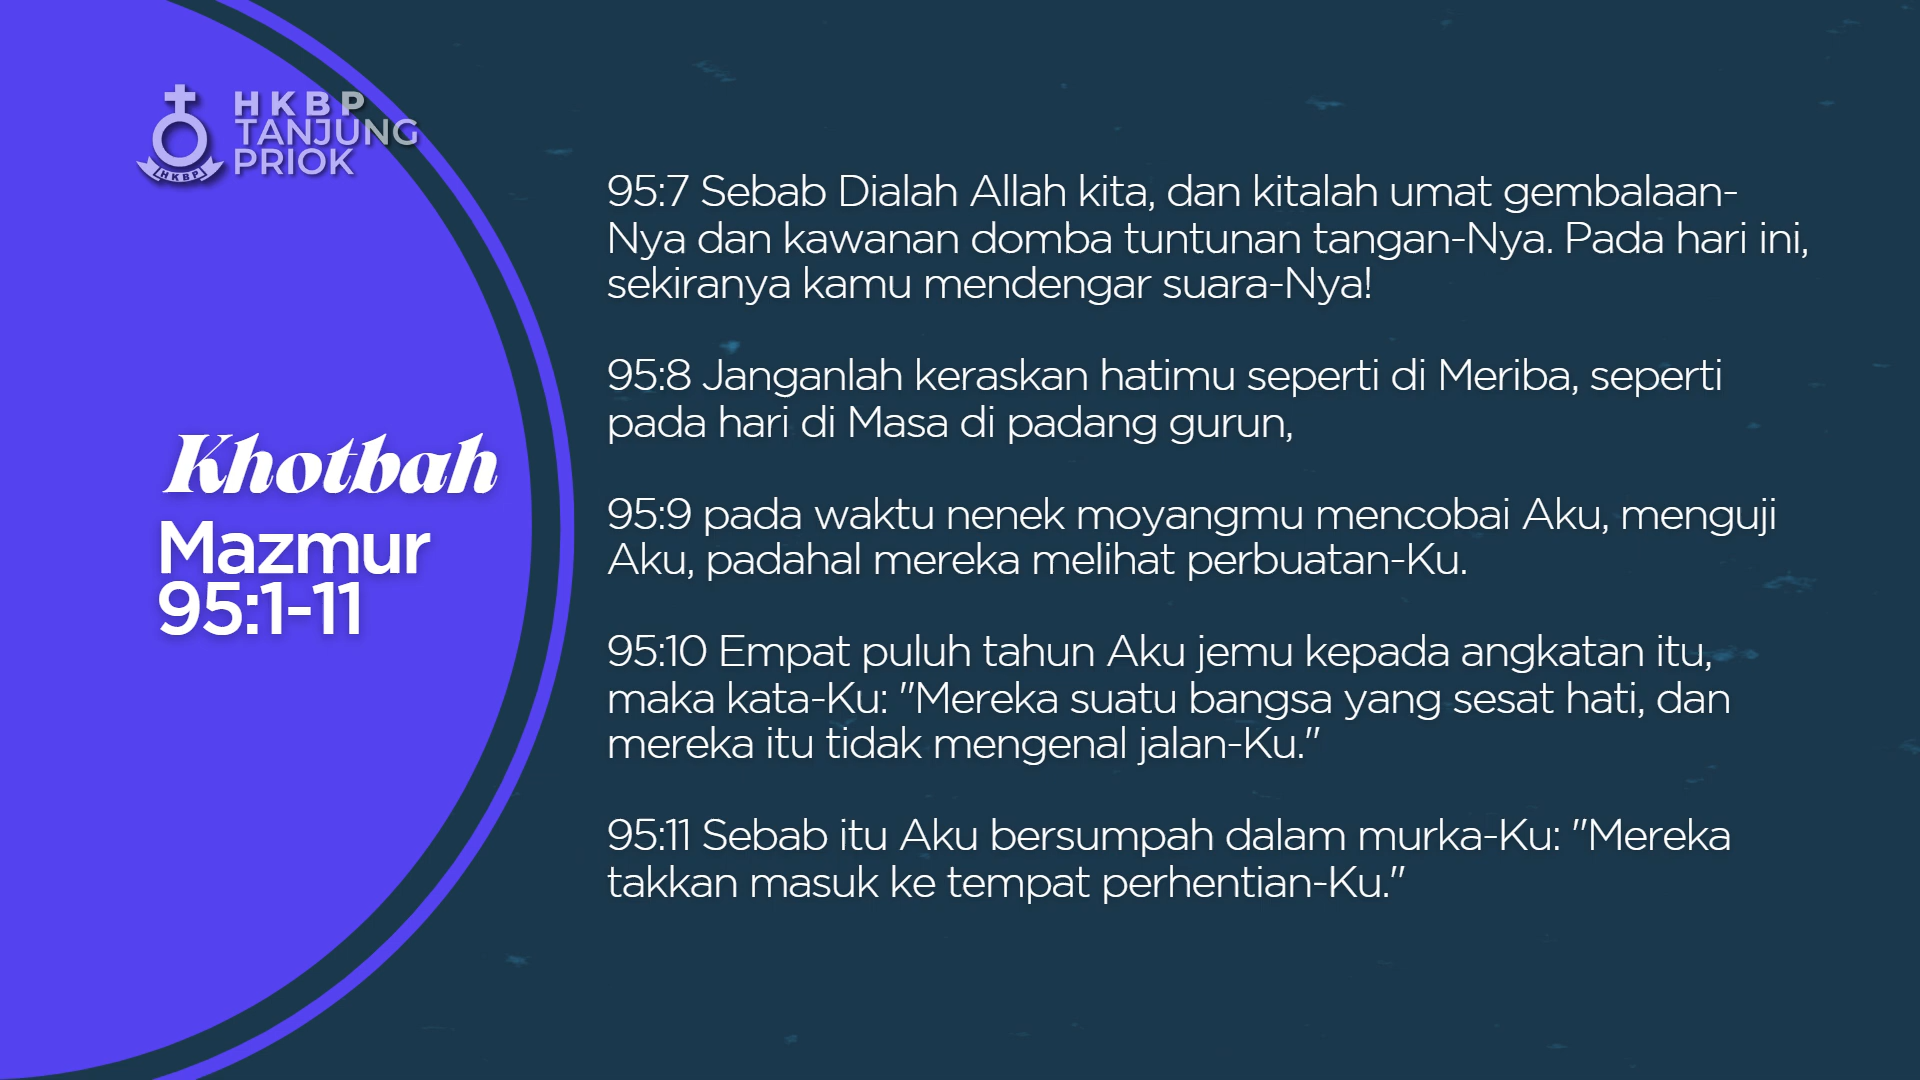 HKBP
TANJUNG
PRIOK
HKBP
Khotbah
Mazmur
95:1-11
95:7 Sebab Dialah Allah kita, dan kitalah umat gembalaan-
Nya dan kawanan domba tuntunan tangan-Nya. Pada hari ini,
sekiranya kamu mendengar suara-Nya!
95:8 Janganlah keraskan hatimu seperti di Meriba, seperti
pada hari di Masa di padang gurun,
95:9 pada waktu nenek moyangmu mencobai Aku, menguji
Aku, padahal mereka melihat perbuatan-Ku.
95:10 Empat puluh tahun Aku jemu kepada angkatan itu,
maka kata-Ku: "Mereka suatu bangsa yang sesat hati, dan
mereka itu tidak mengenal jalan-Ku."
95:11 Sebab itu Aku bersumpah dalam murka-Ku: "Mereka
takkan masuk ke tempat perhentian-Ku."